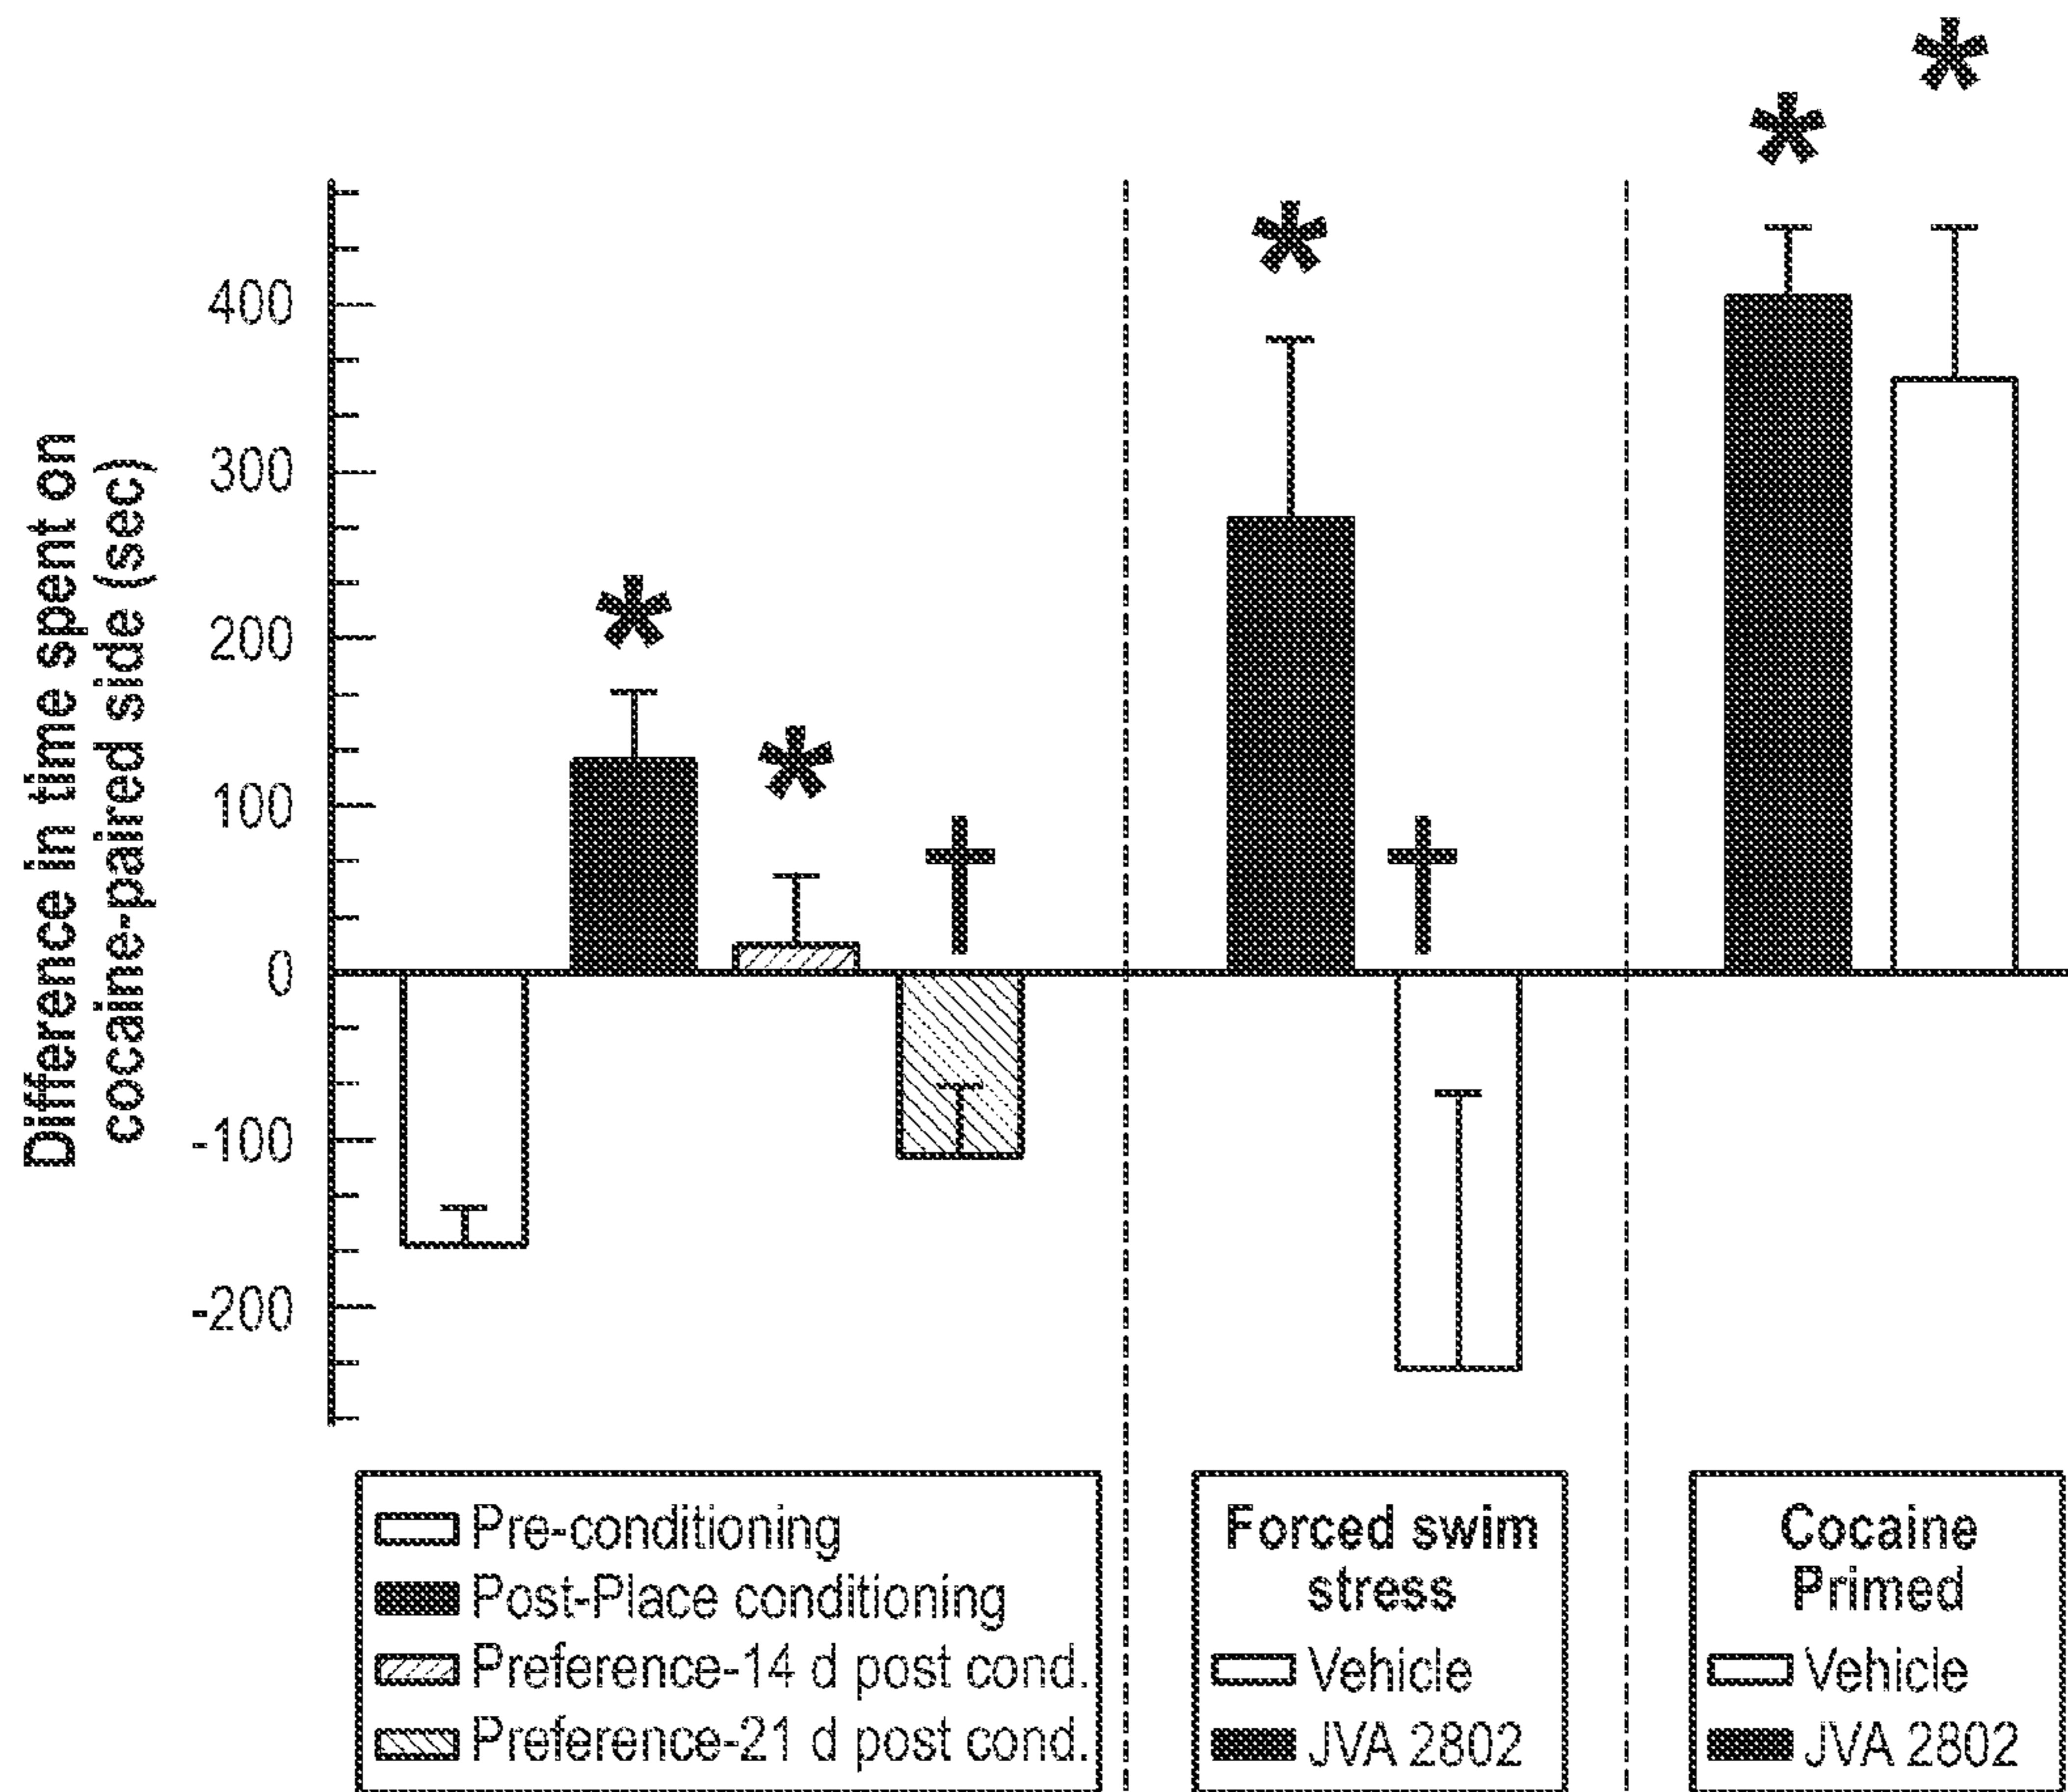 Difference in time spent on
cocaine-paired side (sec)
400
300
200
100
0
-100
-200
*
*
†
*
†
*
*
Pre-conditioning
Post-Place conditioning
Preference-14 d post cond.
Preference-21 d post cond.
Forced swim
stress
Vehicle
JVA 2802
Cocaine
Primed
Vehicle
JVA 2802